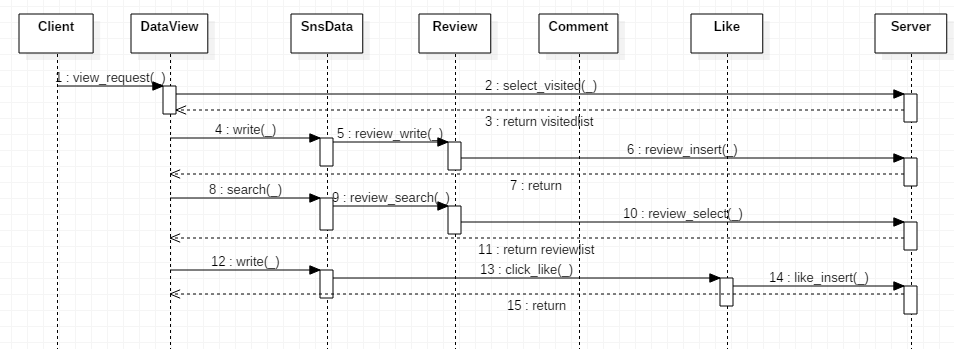 Client
DataView
SnsData
Review
Comment
Like
Server
1 : view_request(_)
2 : select_visited(_)
3 : return visitedlist
4 : write(_)
5 : review_write(_)
6 : review_insert(_)
7 : return
8 : search(_)
9 : review_search(_)
10 : review_select(_)
11 : return reviewlist
12 : write(_)
13 : click_like(_)
14 : like_insert(_)
15 : return